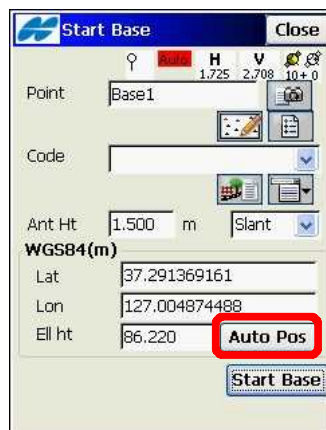 Start Base Close
Auto H V
1.725 2.708 10+0
Point Base1
Code
Ant Ht 1.500 m Slant
WGS84(m)
Lat 37.291369161
Lon 127.004874488
Ell ht 86.220 Auto Pos
Start Base